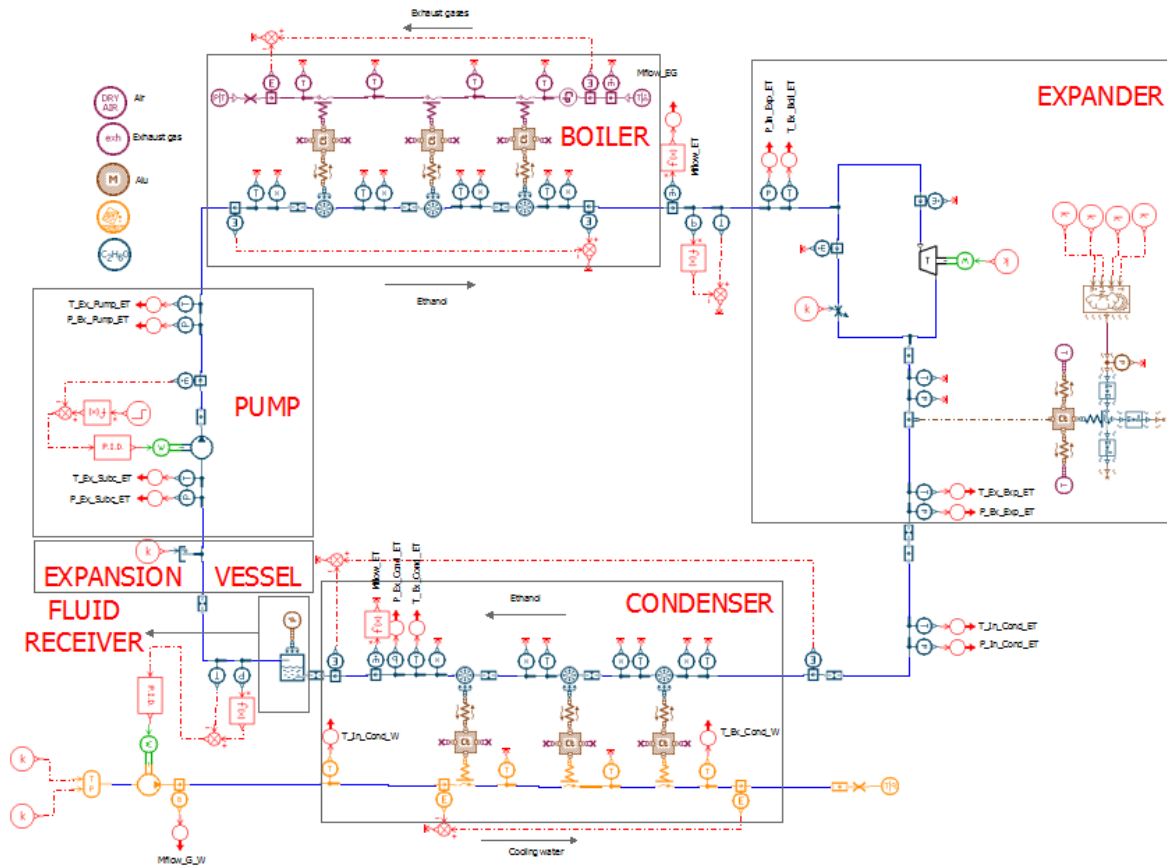 Exhaust gases
Mflow_EG
DRY AIR
Air
exh
Exhaust gas
M
Alu
C₂H₆O
BOILER
Mflow_ET
P_In_Exp_ET
T_Ex_Boil_ET
EXPANDER
Ethanol
T_Ex_Pump_ET
P_Ex_Pump_ET
PUMP
P.I.D.
T_Ex_Subc_ET
P_Ex_Subc_ET
T_Ex_Exp_ET
P_Ex_Exp_ET
EXPANSION VESSEL
FLUID
RECEIVER
Mflow_ET
P_Ex_Cond_ET
T_Ex_Cond_ET
Ethanol
CONDENSER
T_In_Cond_ET
P_In_Cond_ET
P.I.D.
T_In_Cond_W
T_Ex_Cond_W
Mflow_G_W
Cooling water